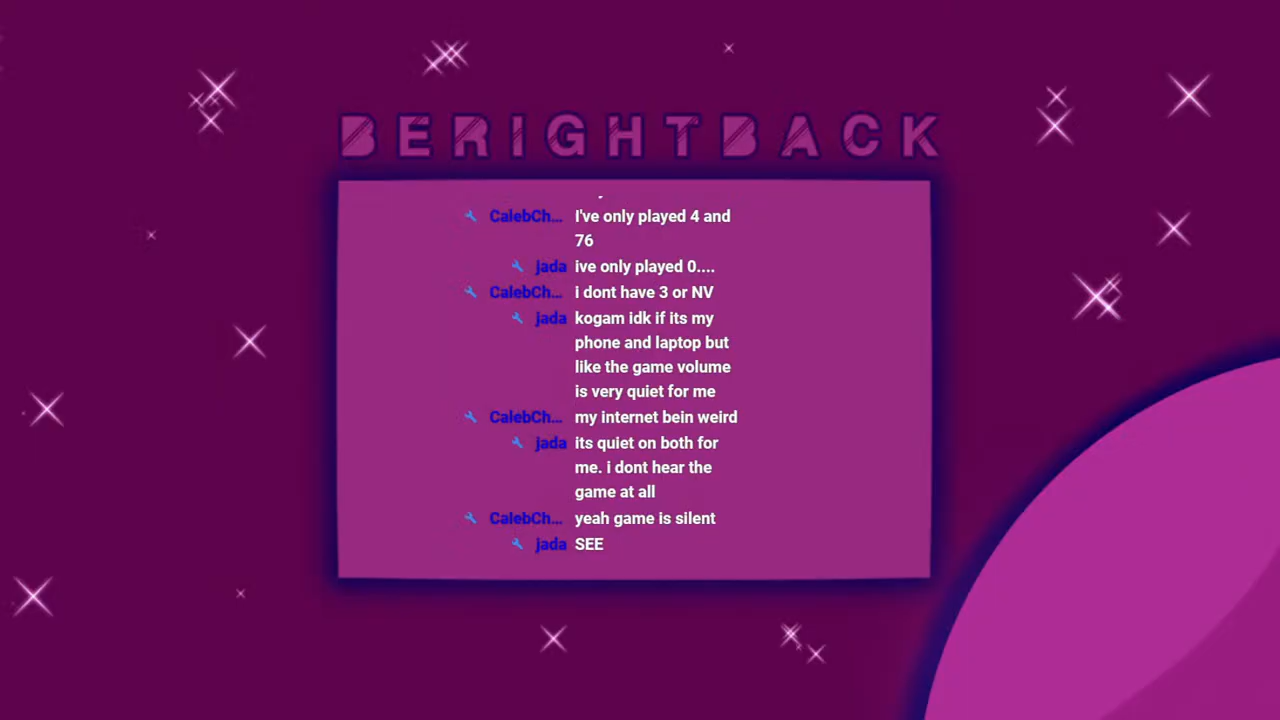 BERIGHTBACK
CalebCh... I've only played 4 and
76
jada ive only played 0....
CalebCh... i dont have 3 or NV
jada kogam idk if its my
phone and laptop but
like the game volume
is very quiet for me
CalebCh... my internet bein weird
jada its quiet on both for
me. i dont hear the
game at all
CalebCh... yeah game is silent
jada SEE